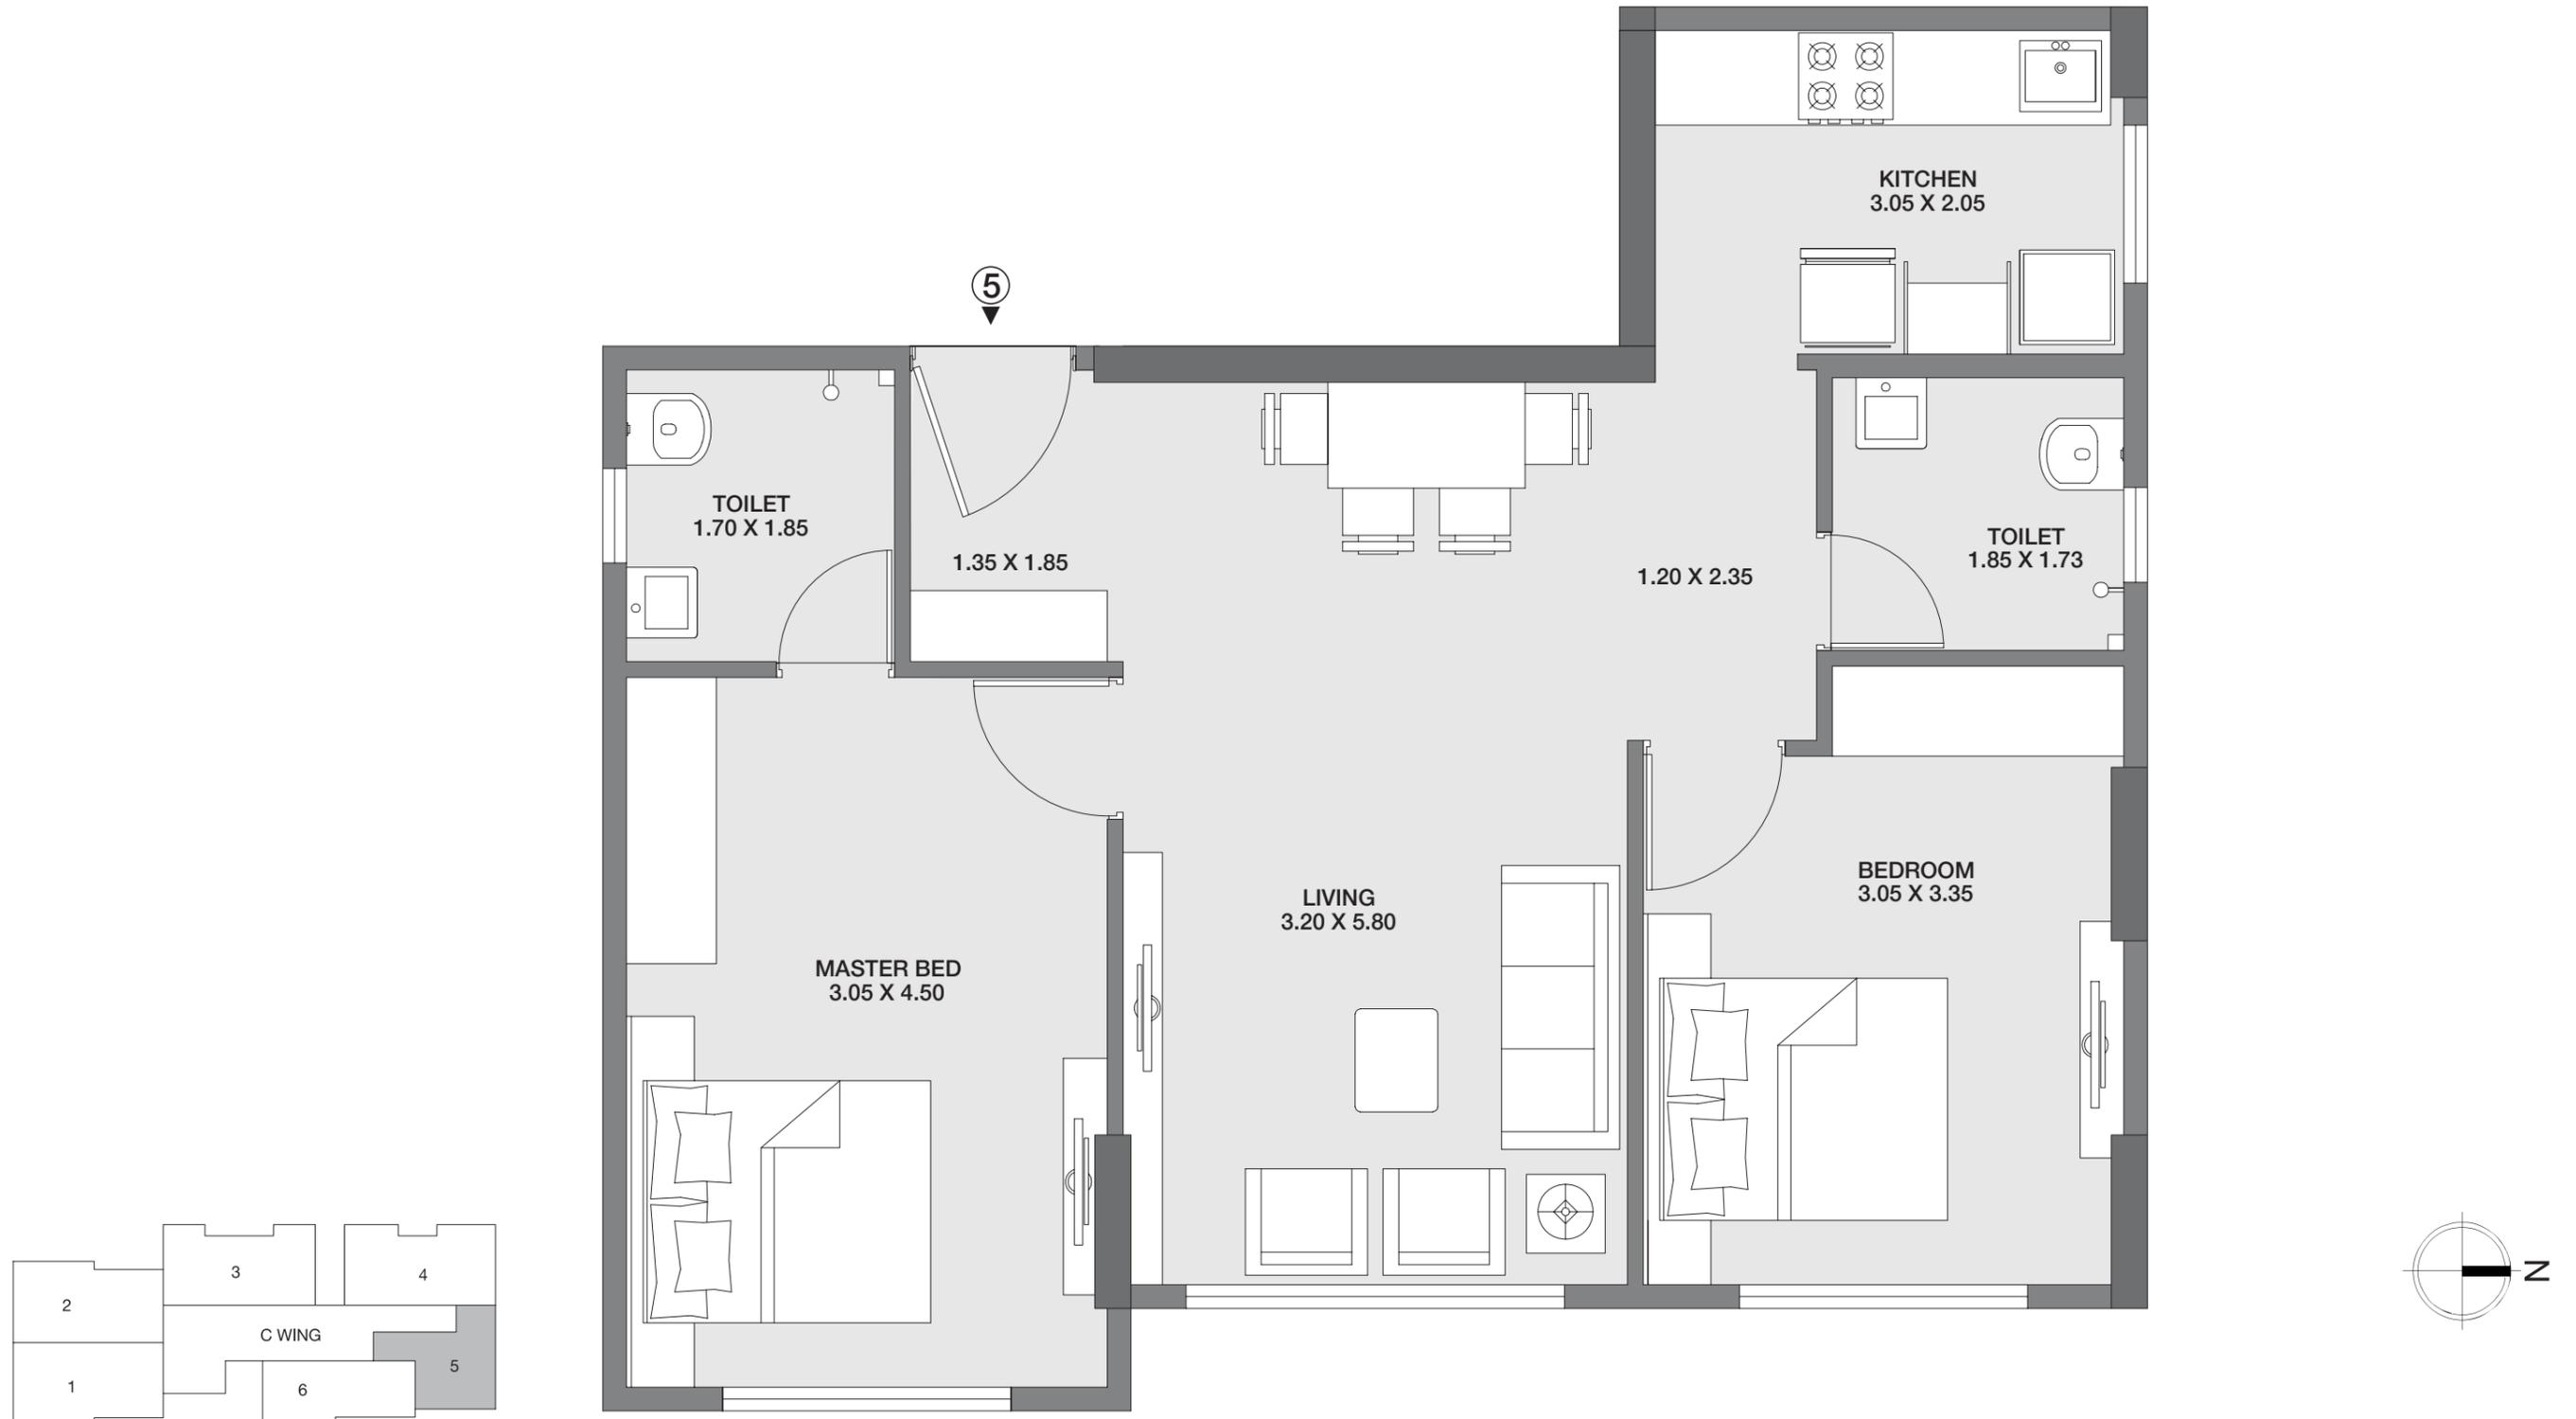 KITCHEN
3.05 X 2.05
5
TOILET
1.70 X 1.85
1.35 X 1.85
1.20 X 2.35
TOILET
1.85 X 1.73
LIVING
3.20 X 5.80
BEDROOM
3.05 X 3.35
MASTER BED
3.05 X 4.50
3
4
2
C WING
5
1
6
N